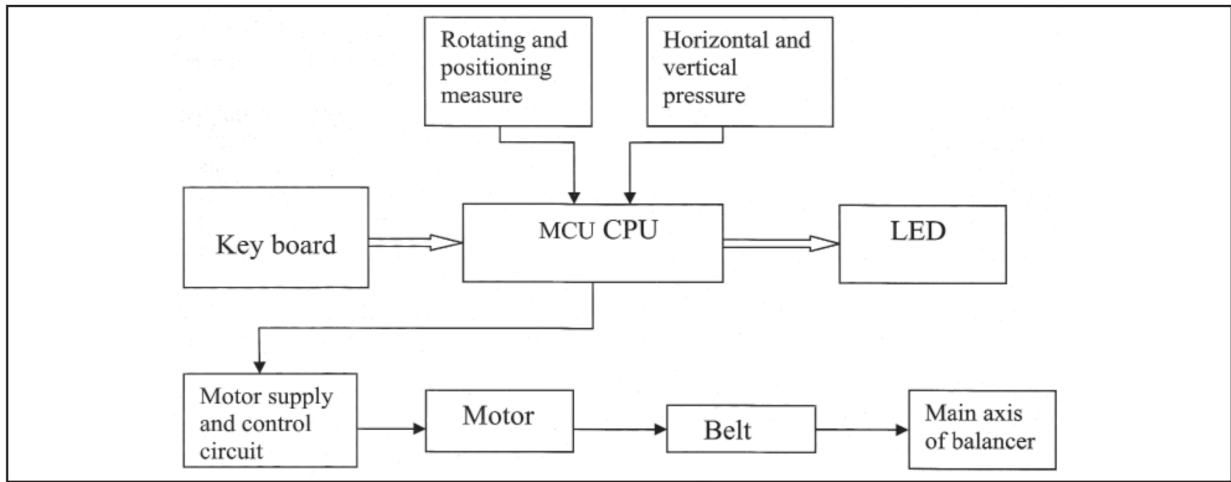 Rotating and
positioning
measure
Horizontal and
vertical
pressure
Key board
MCU CPU
LED
Motor supply
and control
circuit
Motor
Belt
Main axis
of balancer